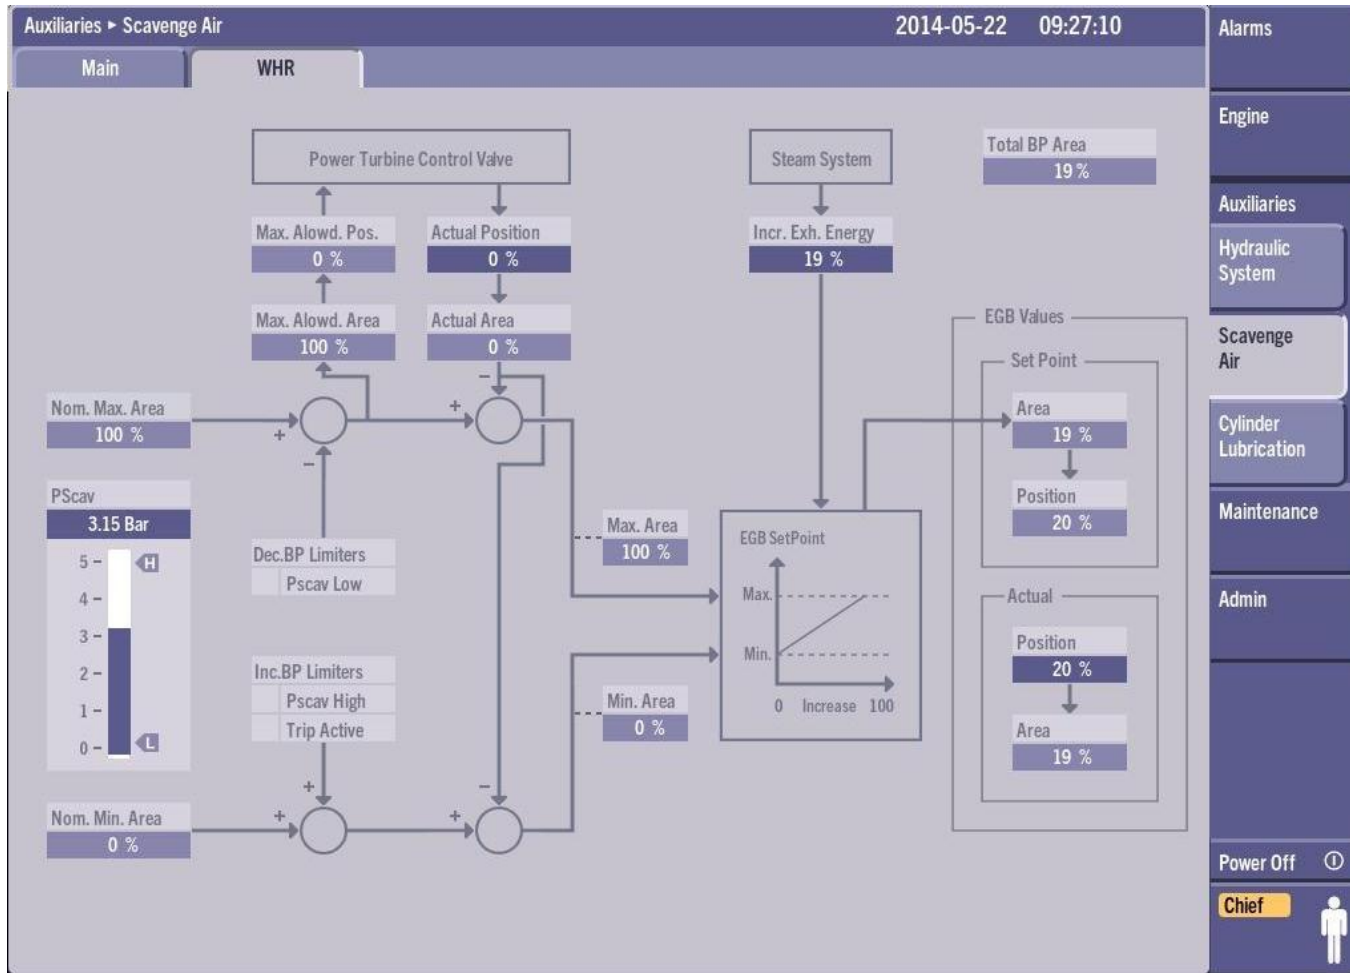 Auxiliaries ▸ Scavenge Air
2014-05-22 09:27:10
Main
WHR
Power Turbine Control Valve
Steam System
Total BP Area
19 %
Max. Alowd. Pos.
0 %
Actual Position
0 %
Incr. Exh. Energy
19 %
Max. Alowd. Area
100 %
Actual Area
0 %
Nom. Max. Area
100 %
+
−
−
+
PScav
3.15 Bar
5 –
4 –
3 –
2 –
1 –
0 –
H
L
Dec.BP Limiters
Pscav Low
Inc.BP Limiters
Pscav High
Trip Active
Nom. Min. Area
0 %
+
+
+
−
Max. Area
100 %
Min. Area
0 %
EGB SetPoint
Max.
Min.
0 Increase 100
EGB Values
Set Point
Area
19 %
Position
20 %
Actual
Position
20 %
Area
19 %
Alarms
Engine
Auxiliaries
Hydraulic
System
Scavenge
Air
Cylinder
Lubrication
Maintenance
Admin
Power Off
Chief